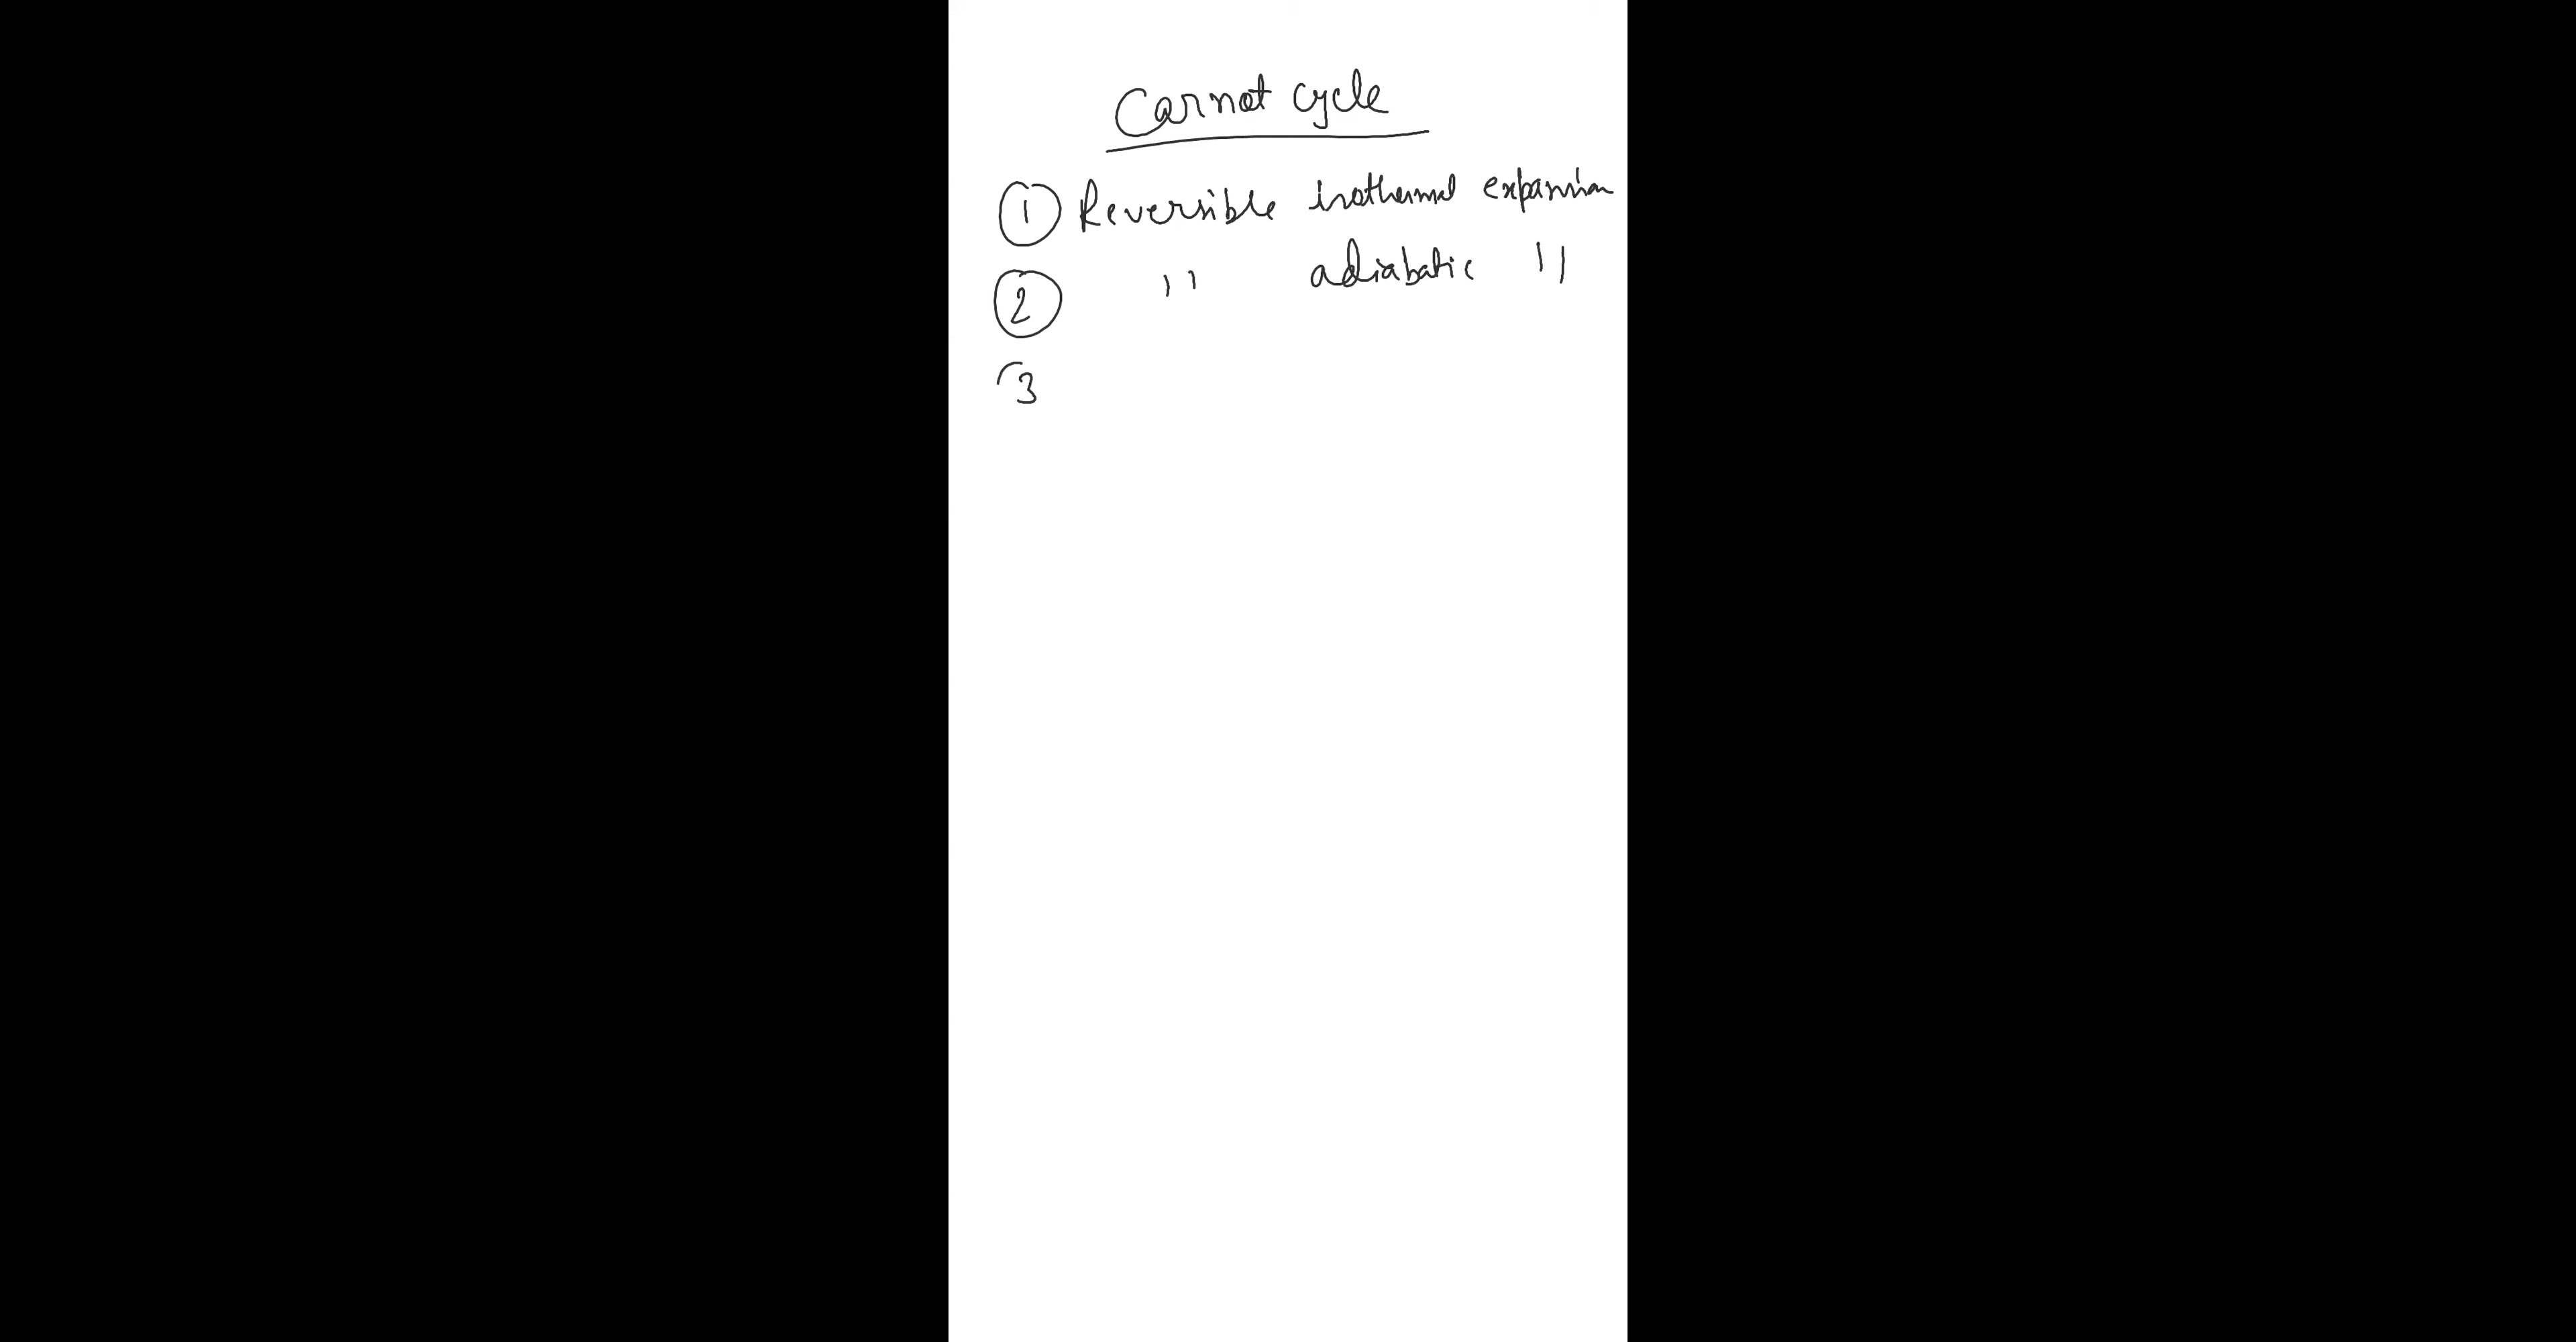 Carnot cycle
① Reversible isothermal expansion
② " adiabatic "
3